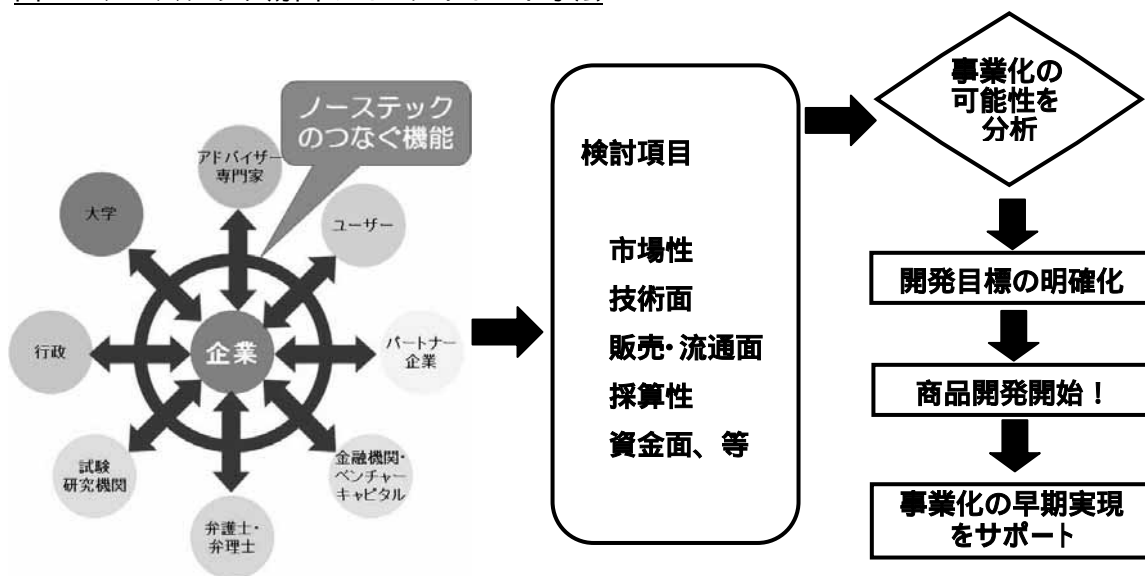 ノーステック
のつなぐ機能
アドバイザー
専門家
大学
ユーザー
行政
企業
パートナー
企業
試験
研究機関
金融機関・
ベンチャー
キャピタル
弁護士・
弁理士
検討項目
市場性
技術面
販売・流通面
採算性
資金面、等
事業化の
可能性を
分析
開発目標の明確化
商品開発開始！
事業化の早期実現
をサポート